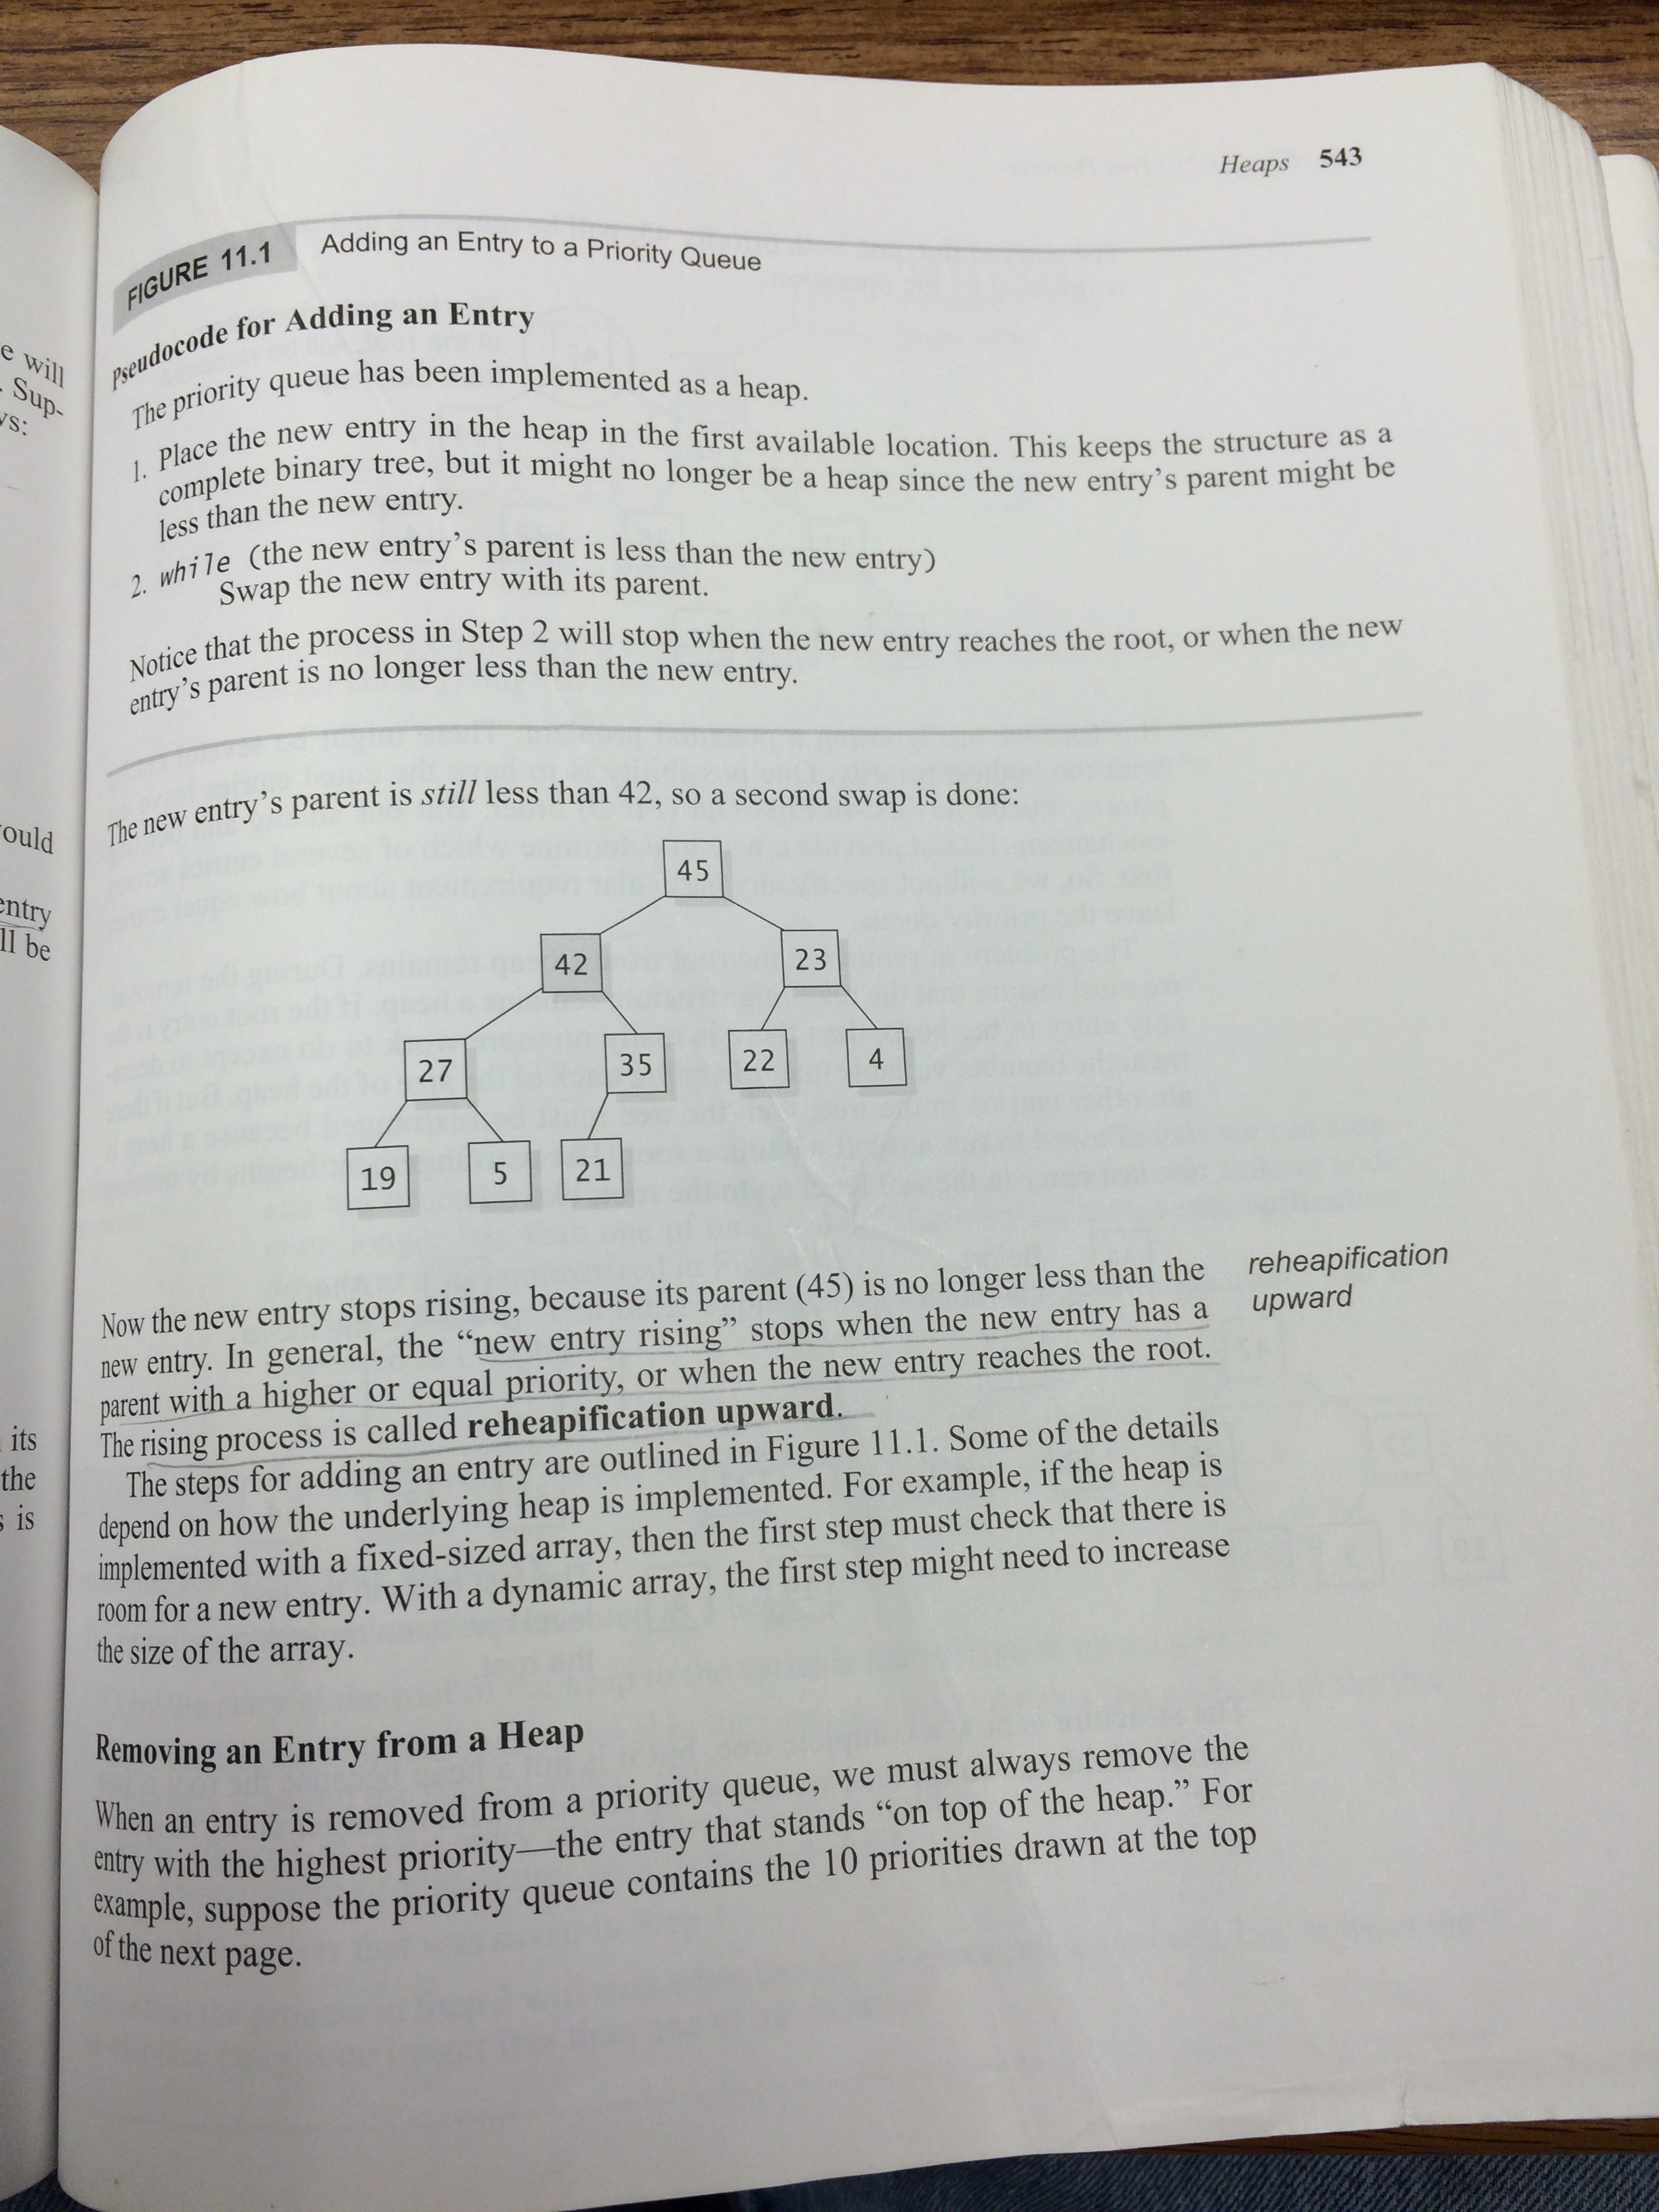 e will
. Sup-
vs:
ould
entry
ll be
its
the
s is
Heaps 543
FIGURE 11.1 Adding an Entry to a Priority Queue
Pseudocode for Adding an Entry
The priority queue has been implemented as a heap.
1. Place the new entry in the heap in the first available location. This keeps the structure as a
complete binary tree, but it might no longer be a heap since the new entry's parent might be
less than the new entry.
2. while (the new entry's parent is less than the new entry)
Swap the new entry with its parent.
Notice that the process in Step 2 will stop when the new entry reaches the root, or when the new
entry's parent is no longer less than the new entry.
The new entry's parent is still less than 42, so a second swap is done:
45
42 23
27 35 22 4
19 5 21
Now the new entry stops rising, because its parent (45) is no longer less than the
new entry. In general, the “new entry rising” stops when the new entry has a
parent with a higher or equal priority, or when the new entry reaches the root.
The rising process is called reheapification upward.
reheapification
upward
The steps for adding an entry are outlined in Figure 11.1. Some of the details
depend on how the underlying heap is implemented. For example, if the heap is
implemented with a fixed-sized array, then the first step must check that there is
room for a new entry. With a dynamic array, the first step might need to increase
the size of the array.
Removing an Entry from a Heap
When an entry is removed from a priority queue, we must always remove the
entry with the highest priority—the entry that stands “on top of the heap.” For
example, suppose the priority queue contains the 10 priorities drawn at the top
of the next page.